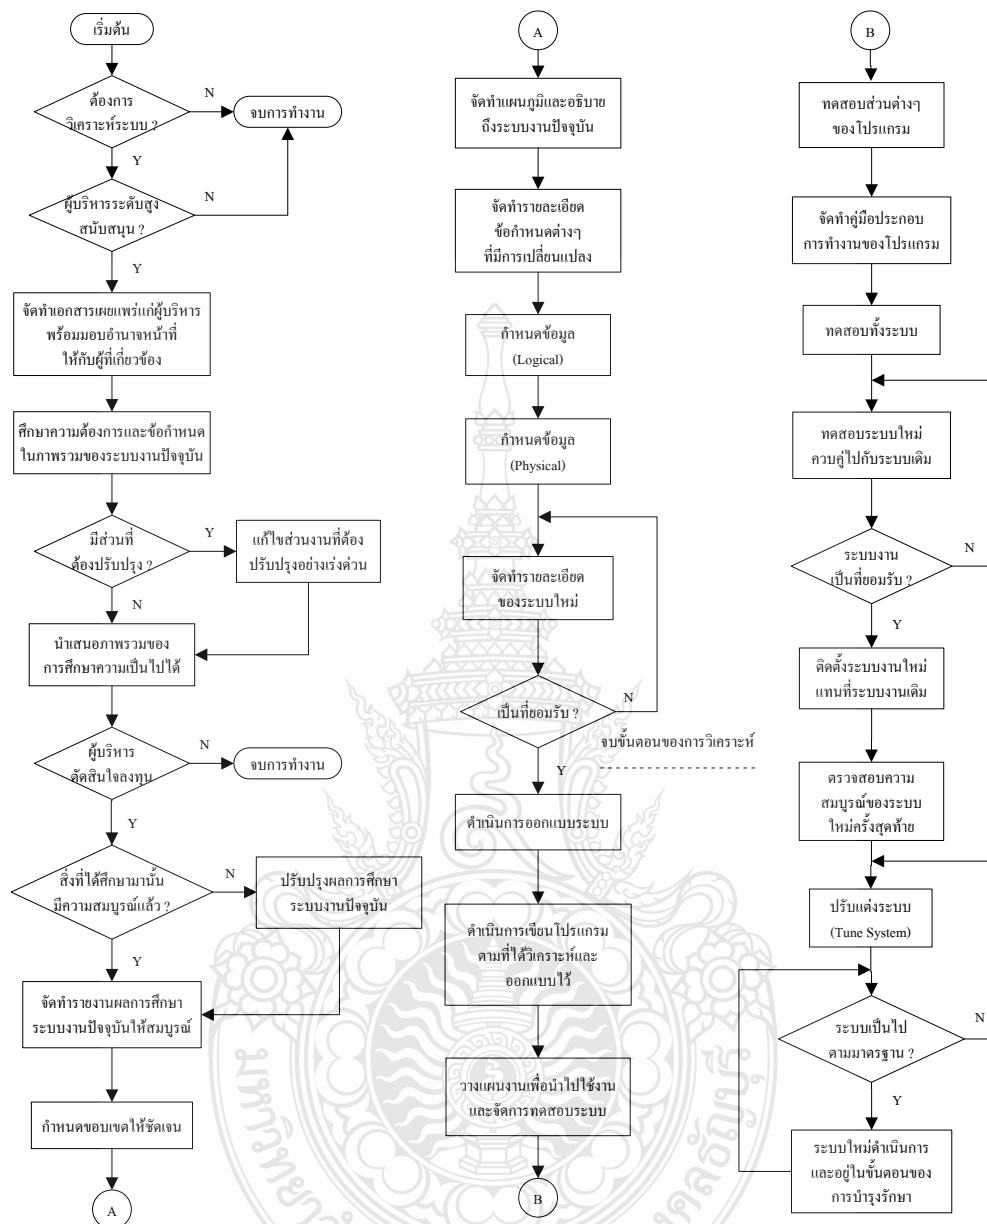 เริ่มต้น
ต้องการ
วิเคราะห์ระบบ ?
N
จบการทำงาน
Y
ผู้บริหารระดับสูง
สนับสนุน ?
N
Y
จัดทำเอกสารเผยแพร่แก่ผู้บริหาร
พร้อมมอบอำนาจหน้าที่
ให้กับผู้ที่เกี่ยวข้อง
ศึกษาความต้องการและข้อกำหนด
ในภาพรวมของระบบงานปัจจุบัน
มีส่วนที่
ต้องปรับปรุง ?
Y
แก้ไขส่วนงานที่ต้อง
ปรับปรุงอย่างเร่งด่วน
N
นำเสนอภาพรวมของ
การศึกษาความเป็นไปได้
ผู้บริหาร
ตัดสินใจลงทุน
N
จบการทำงาน
Y
สิ่งที่ได้ศึกษามานั้น
มีความสมบูรณ์แล้ว ?
N
ปรับปรุงผลการศึกษา
ระบบงานปัจจุบัน
Y
จัดทำรายงานผลการศึกษา
ระบบงานปัจจุบันให้สมบูรณ์
กำหนดขอบเขตให้ชัดเจน
A
A
จัดทำแผนภูมิและอธิบาย
ถึงระบบงานปัจจุบัน
จัดทำรายละเอียด
ข้อกำหนดต่างๆ
ที่มีการเปลี่ยนแปลง
กำหนดข้อมูล
(Logical)
กำหนดข้อมูล
(Physical)
จัดทำรายละเอียด
ของระบบใหม่
เป็นที่ยอมรับ ?
N
จบขั้นตอนของการวิเคราะห์
Y
ดำเนินการออกแบบระบบ
ดำเนินการเขียนโปรแกรม
ตามที่ได้วิเคราะห์และ
ออกแบบไว้
วางแผนงานเพื่อนำไปใช้งาน
และจัดการทดสอบระบบ
B
B
ทดสอบส่วนต่างๆ
ของโปรแกรม
จัดทำคู่มือประกอบ
การทำงานของโปรแกรม
ทดสอบทั้งระบบ
ทดสอบระบบใหม่
ควบคู่ไปกับระบบเดิม
ระบบงาน
เป็นที่ยอมรับ ?
N
Y
ติดตั้งระบบงานใหม่
แทนที่ระบบงานเดิม
ตรวจสอบความ
สมบูรณ์ของระบบ
ใหม่ครั้งสุดท้าย
ปรับแต่งระบบ
(Tune System)
ระบบเป็นไป
ตามมาตรฐาน ?
N
Y
ระบบใหม่ดำเนินการ
และอยู่ในขั้นตอนของ
การบำรุงรักษา